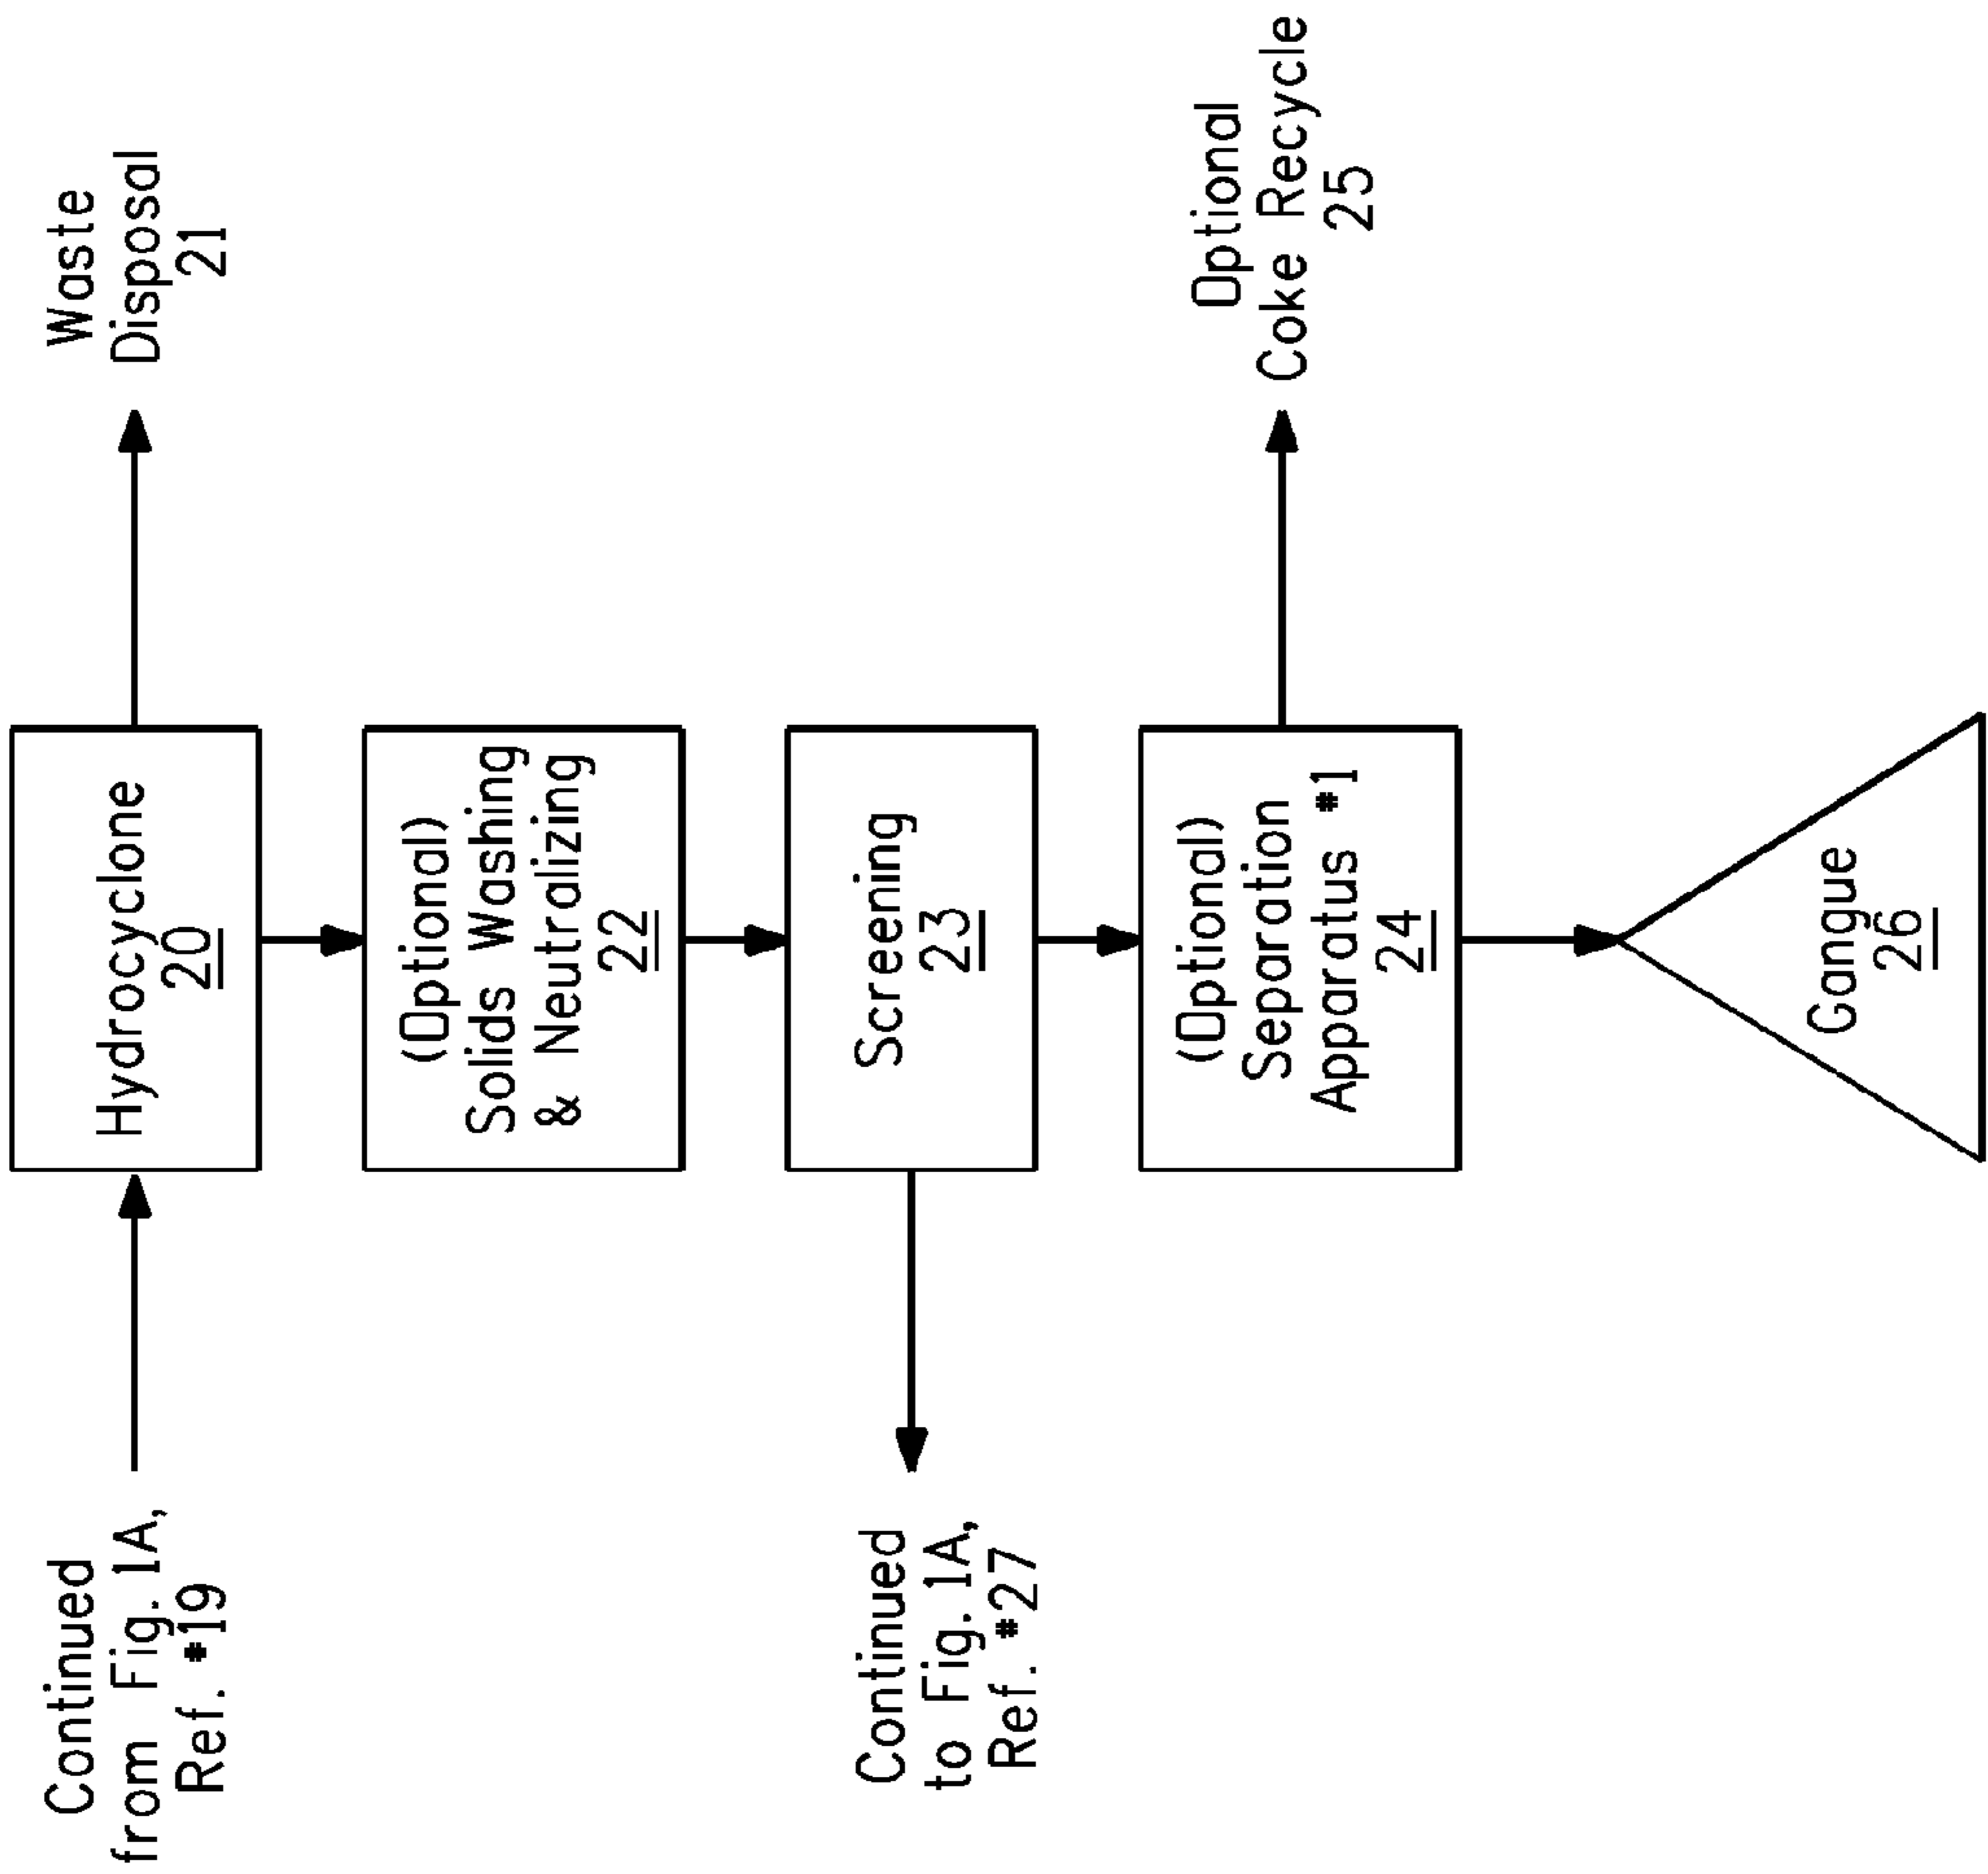 Continued
from Fig. 1A,
Ref. #19
Hydrocyclone
20
Waste
Disposal
21
(Optional)
Solids Washing
& Neutralizing
22
Continued
to Fig. 1A,
Ref. #27
Screening
23
(Optional)
Separation
Apparatus #1
24
Optional
Coke Recycle
25
Gangue
26